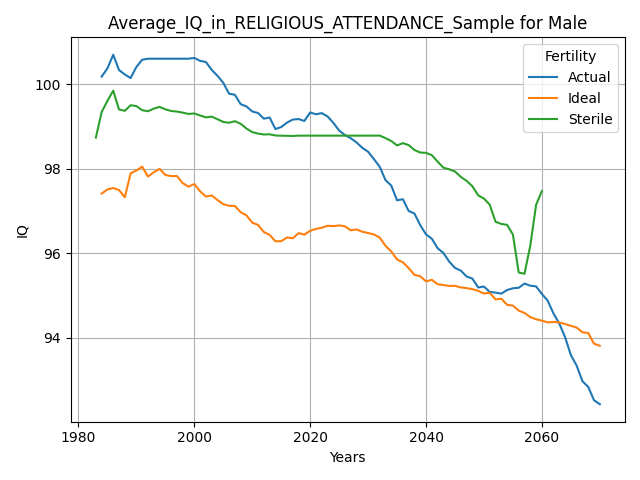 Average_IQ_in_RELIGIOUS_ATTENDANCE_Sample for Male
Fertility
Actual
Ideal
Sterile
IQ
100
98
96
94
1980
2000
2020
2040
2060
Years